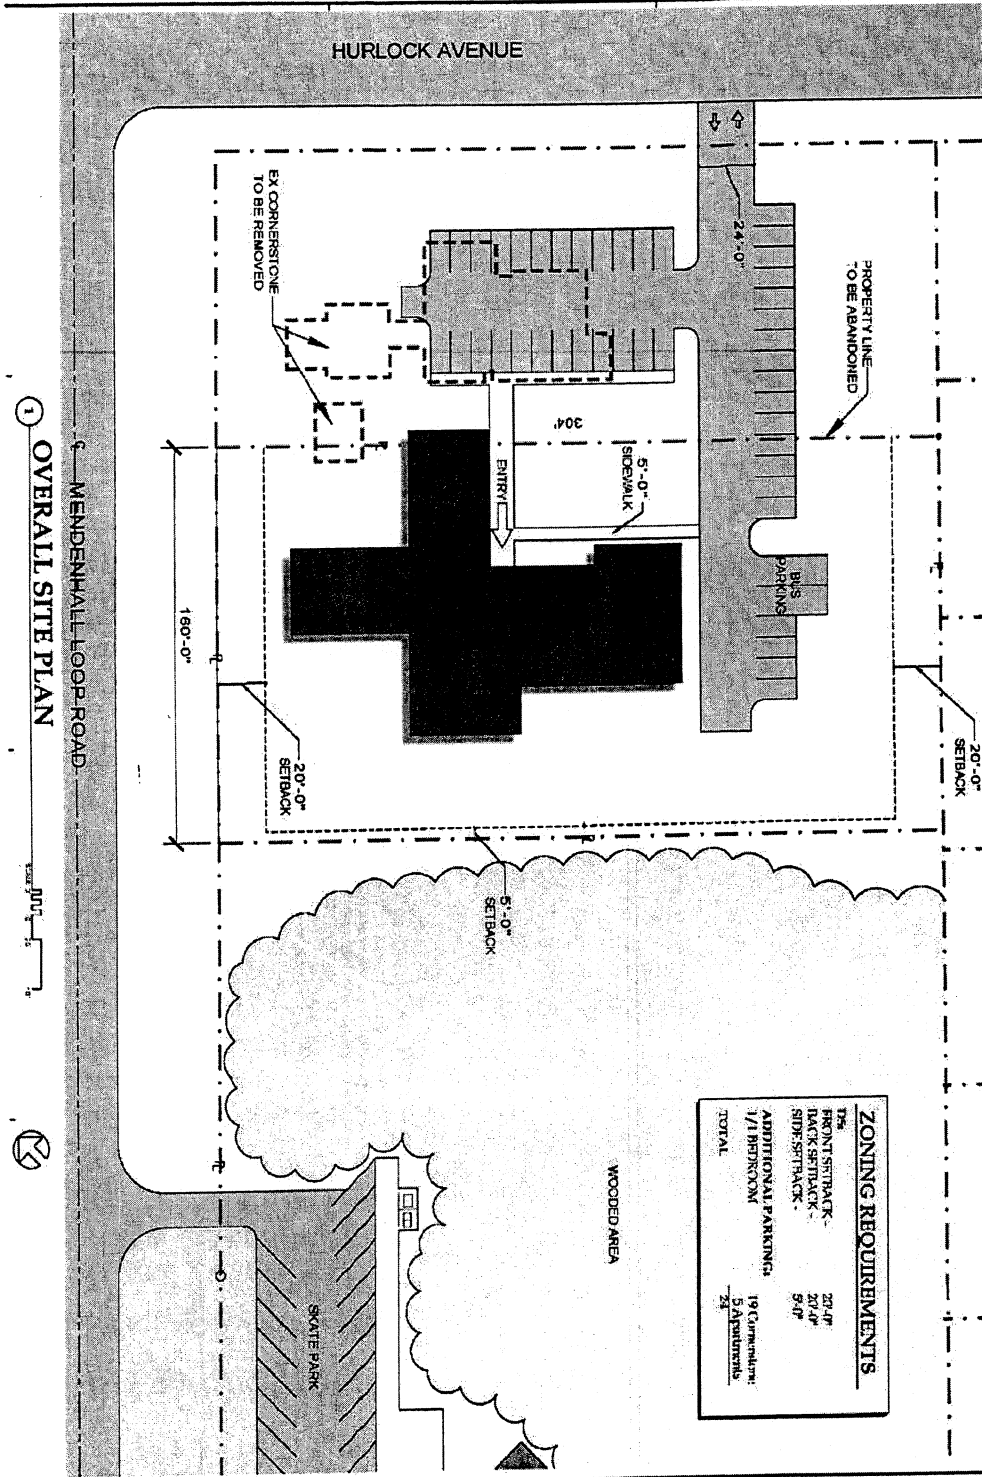 HURLOCK AVENUE
EX CORNERSTONE
TO BE REMOVED
24'-0"
PROPERTY LINE
TO BE ABANDONED
304'
ENTRY
5'-0"
SIDEWALK
BUS
PARKING
160'-0"
20'-0"
SETBACK
20'-0"
SETBACK
5'-0"
SETBACK
MENDENHALL LOOP ROAD
1
OVERALL SITE PLAN
WOODED AREA
SKATE PARK
ZONING REQUIREMENTS
D5:
FRONT SETBACK - 20'-0"
BACK SETBACK - 20'-0"
SIDE SETBACK - 5'-0"
ADDITIONAL PARKING:
1/1 BEDROOM 19 Cornerstone
5 Apartments
TOTAL 24